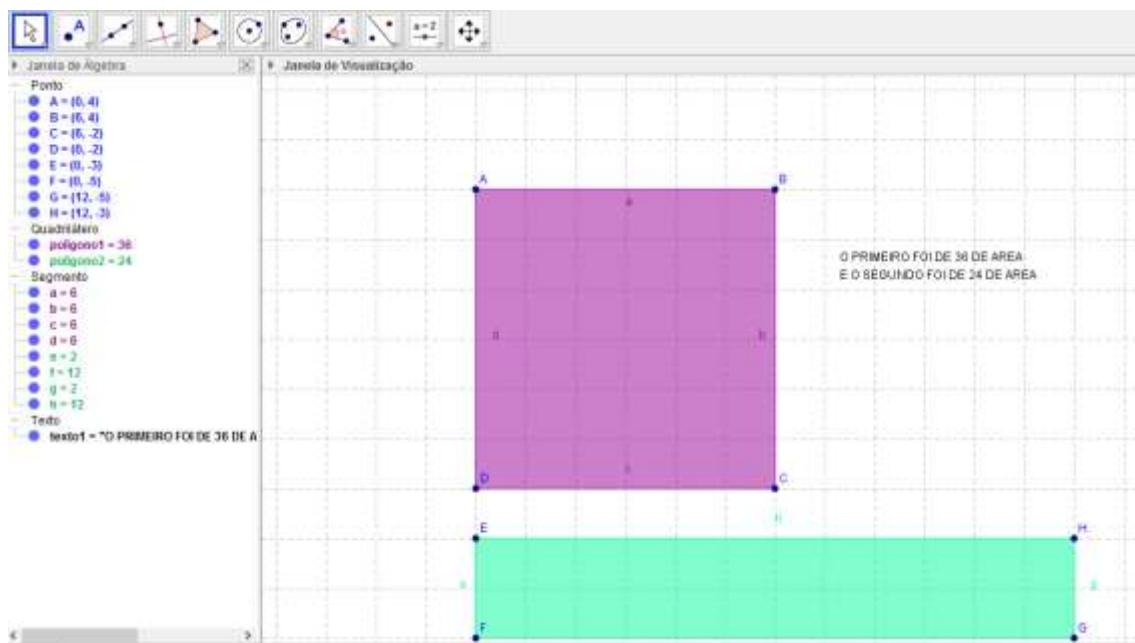 A
a=2
Janela de Álgebra
Ponto
A = (0, 4)
B = (6, 4)
C = (6, -2)
D = (0, -2)
E = (0, -3)
F = (0, -5)
G = (12, -5)
H = (12, -3)
Quadrilátero
polígono1 = 36
polígono2 = 24
Segmento
a = 6
b = 6
c = 6
d = 6
e = 2
f = 12
g = 2
h = 12
Texto
texto1 = "O PRIMEIRO FOI DE 36 DE A
Janela de Visualização
A
B
a
O PRIMEIRO FOI DE 36 DE AREA
E O SEGUNDO FOI DE 24 DE AREA
d
b
c
D
C
h
E
H
e
g
F
G